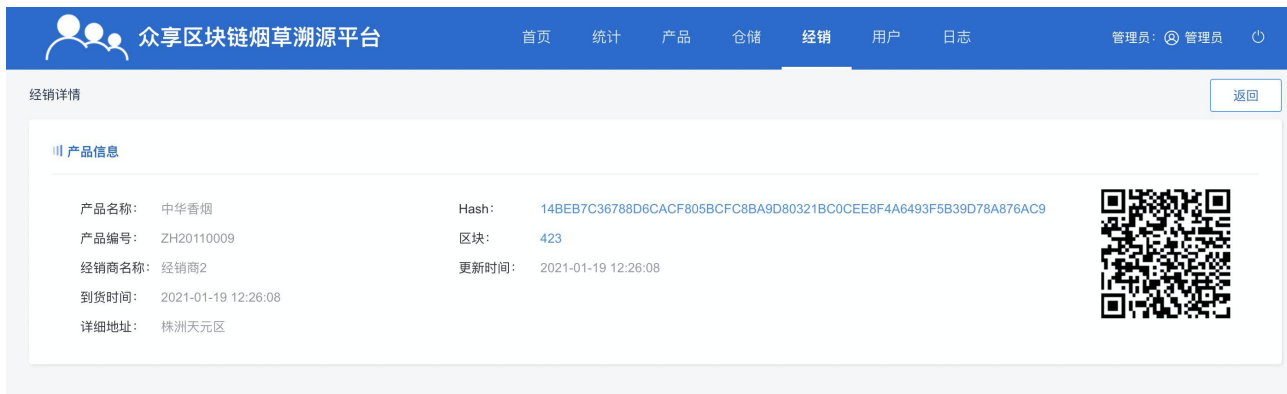 众享区块链烟草溯源平台 首页 统计 产品 仓储 经销 用户 日志 管理员: 管理员
经销详情 返回
产品信息
产品名称: 中华香烟 Hash: 14BEB7C36788D6CACF805BCFC8BA9D80321BC0CEE8F4A6493F5B39D78A876AC9
产品编号: ZH20110009 区块: 423
经销商名称: 经销商2 更新时间: 2021-01-19 12:26:08
到货时间: 2021-01-19 12:26:08
详细地址: 株洲天元区